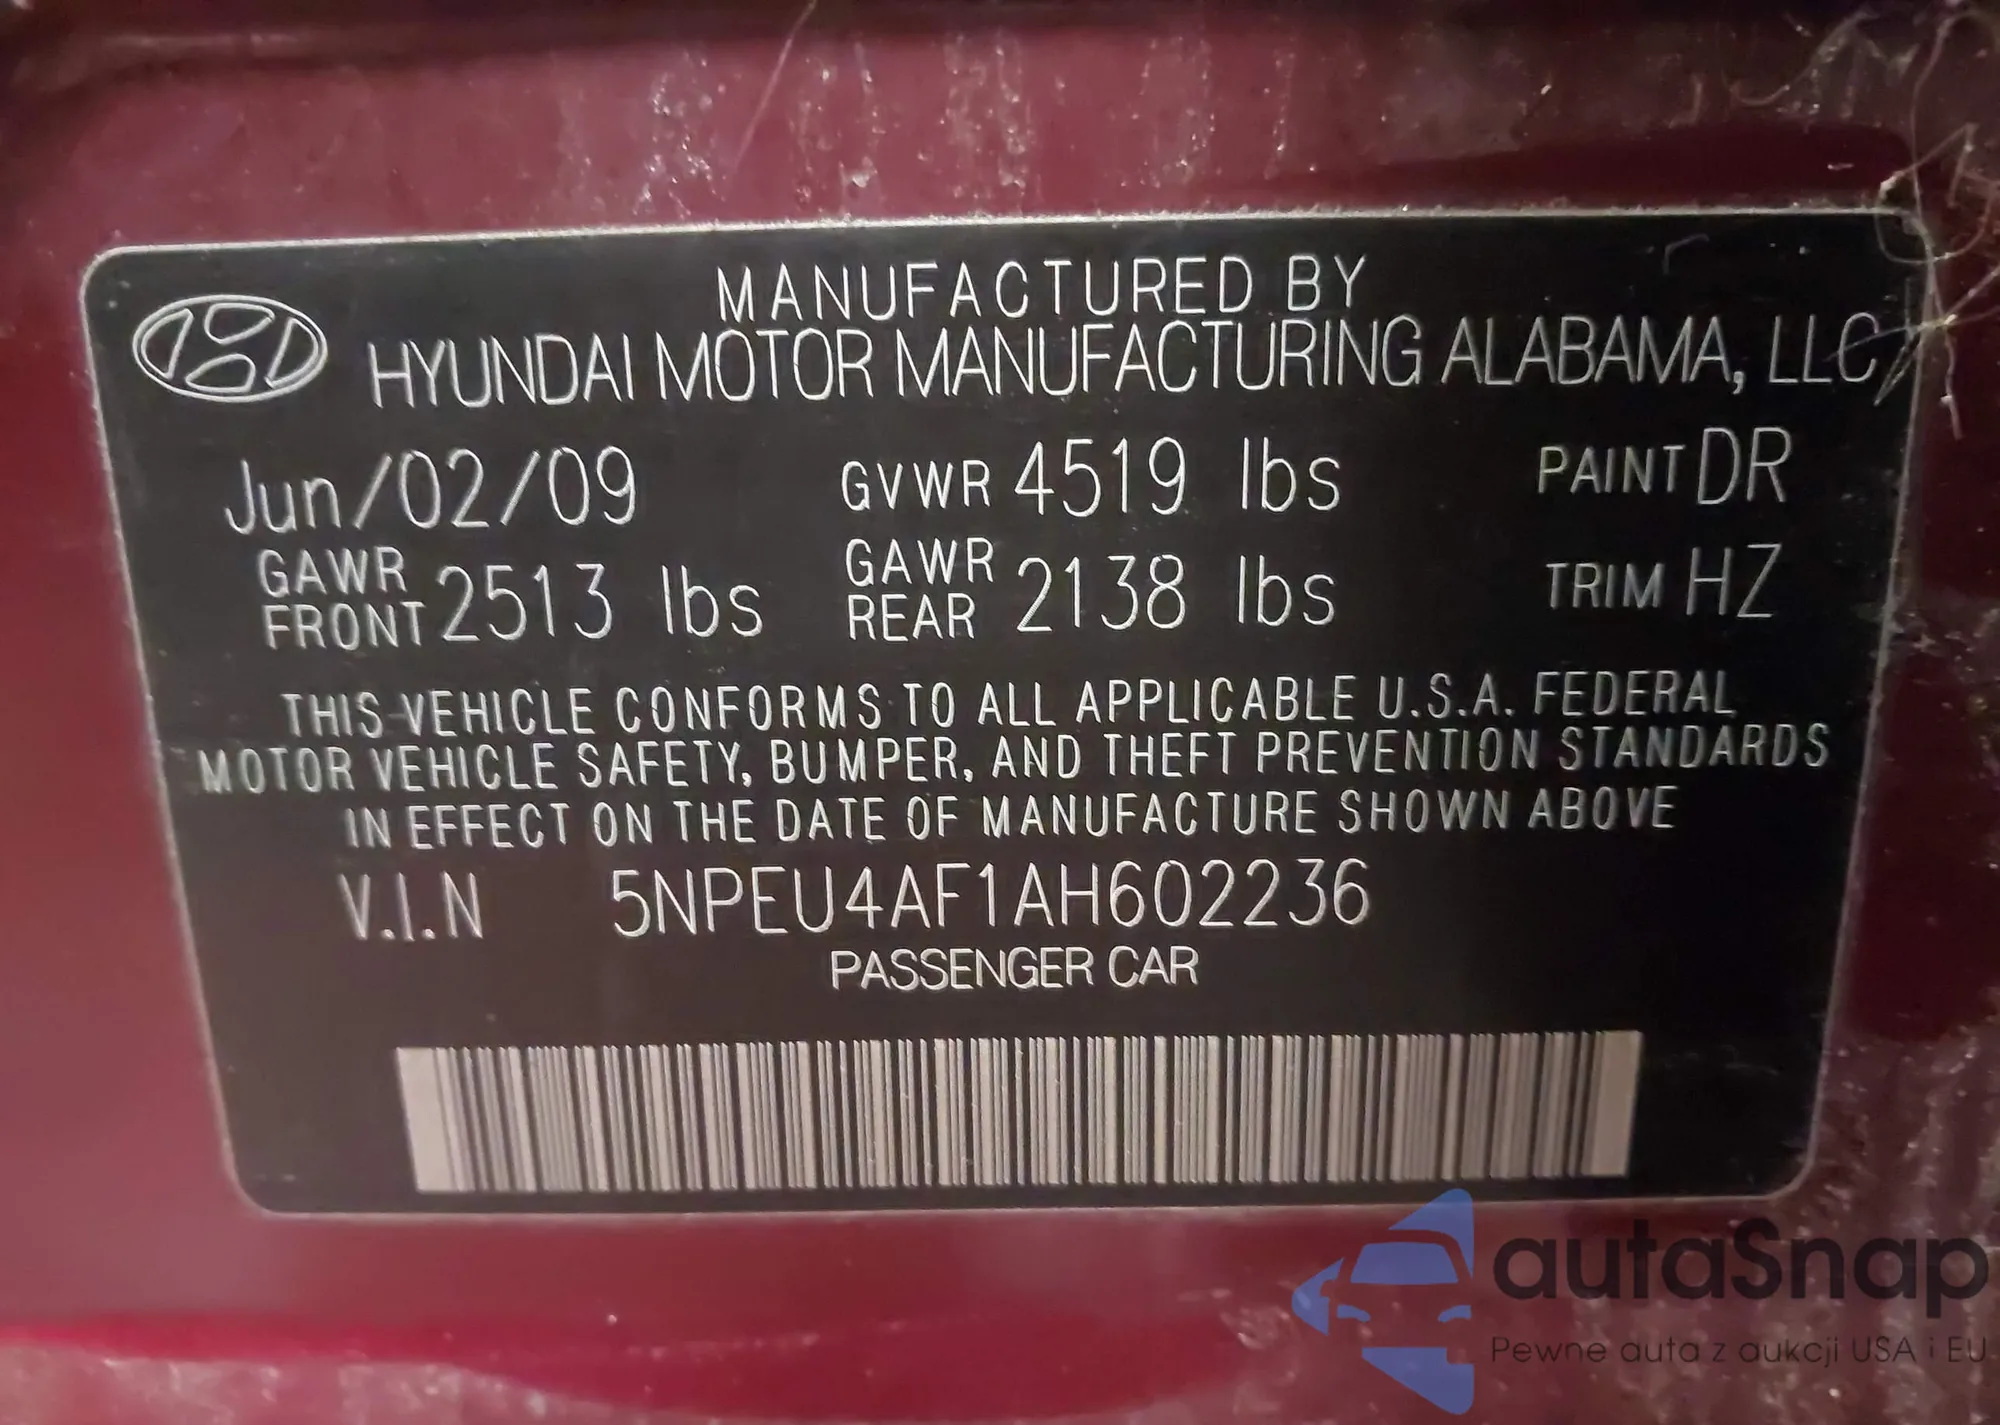 MANUFACTURED BY
HYUNDAI MOTOR MANUFACTURING ALABAMA, LLC
Jun/02/09 GVWR 4519 lbs PAINT DR
GAWR FRONT 2513 lbs GAWR REAR 2138 lbs TRIM HZ
THIS VEHICLE CONFORMS TO ALL APPLICABLE U.S.A. FEDERAL
MOTOR VEHICLE SAFETY, BUMPER, AND THEFT PREVENTION STANDARDS
IN EFFECT ON THE DATE OF MANUFACTURE SHOWN ABOVE
V.I.N 5NPEU4AF1AH602236
PASSENGER CAR
autaSnap
Pewne auta z aukcji USA i EU